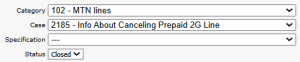 Category 102 - MTN lines
Case 2185 - Info About Canceling Prepaid 2G Line
Specification ---
Status Closed